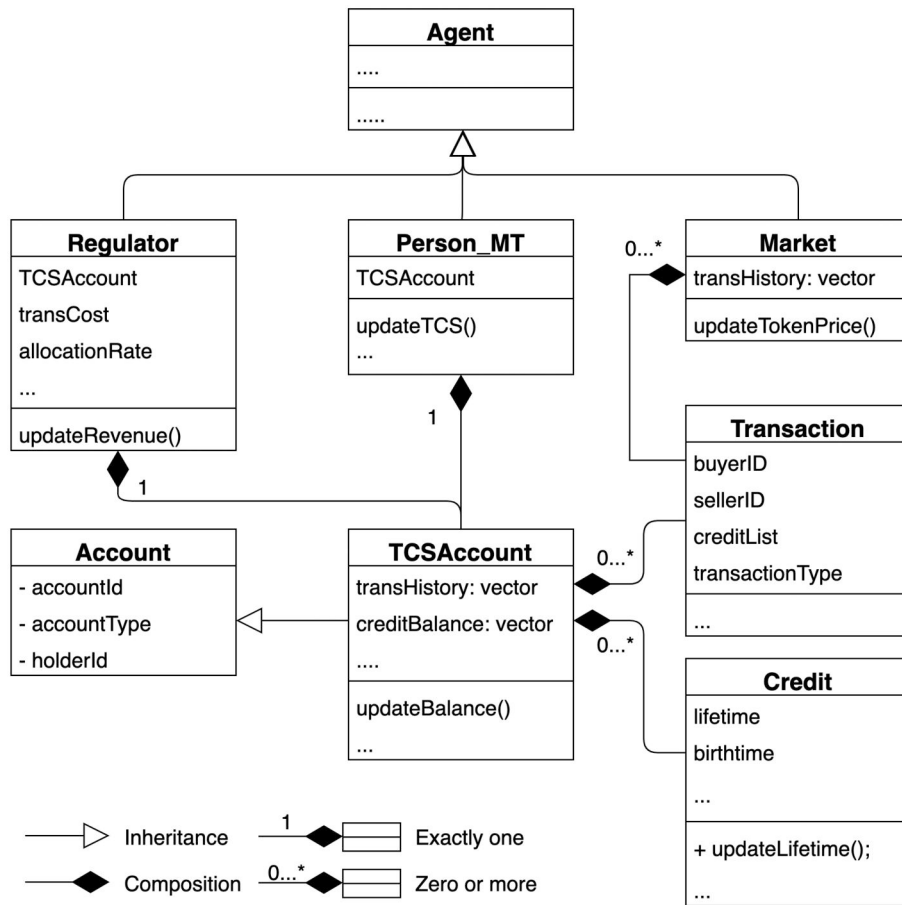 Agent
....
.....
Regulator
TCSAccount
transCost
allocationRate
...
updateRevenue()
1
Person_MT
TCSAccount
updateTCS()
...
1
0...*
Market
transHistory: vector
updateTokenPrice()
Transaction
buyerID
sellerID
creditList
transactionType
...
Account
- accountId
- accountType
- holderId
TCSAccount
transHistory: vector
creditBalance: vector
....
updateBalance()
...
0...*
0...*
Credit
lifetime
birthtime
...
+ updateLifetime();
...
Inheritance
1
Exactly one
Composition
0...*
Zero or more